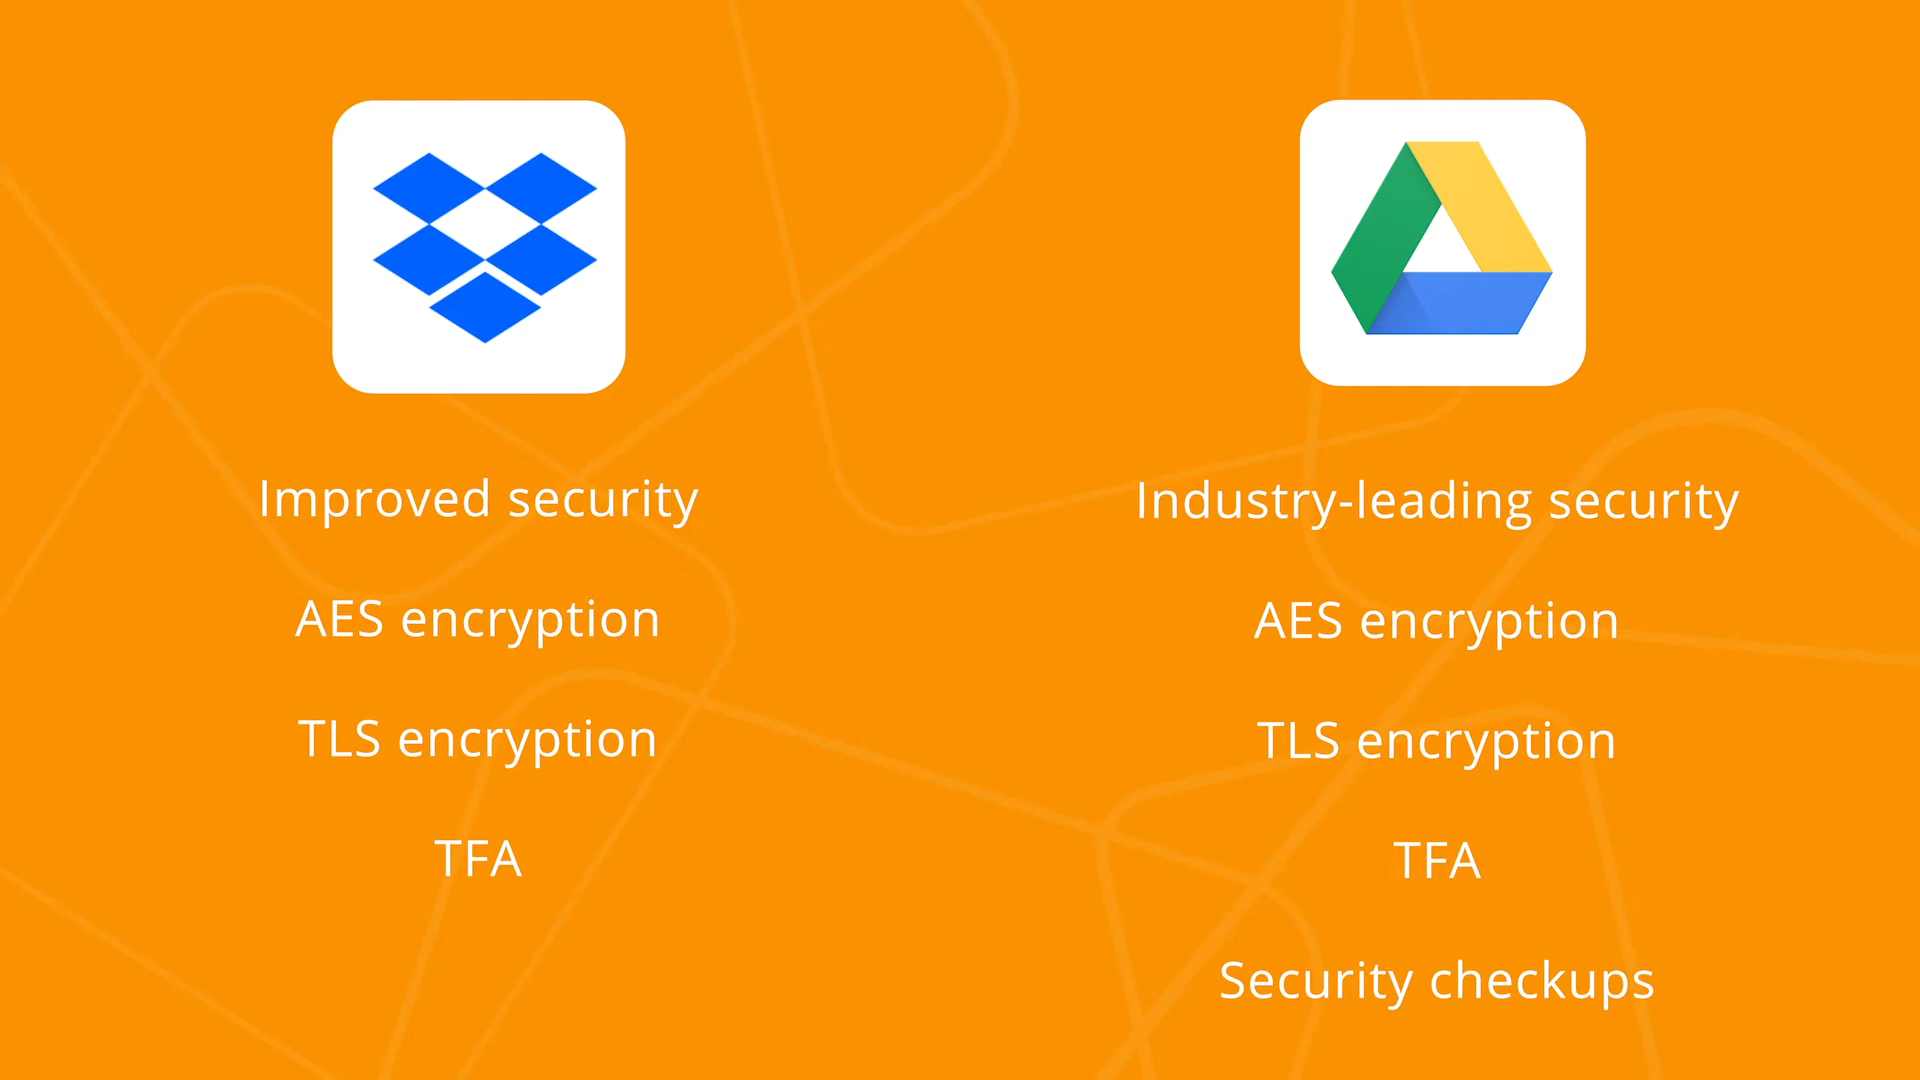 Improved security
AES encryption
TLS encryption
TFA
Industry-leading security
AES encryption
TLS encryption
TFA
Security checkups